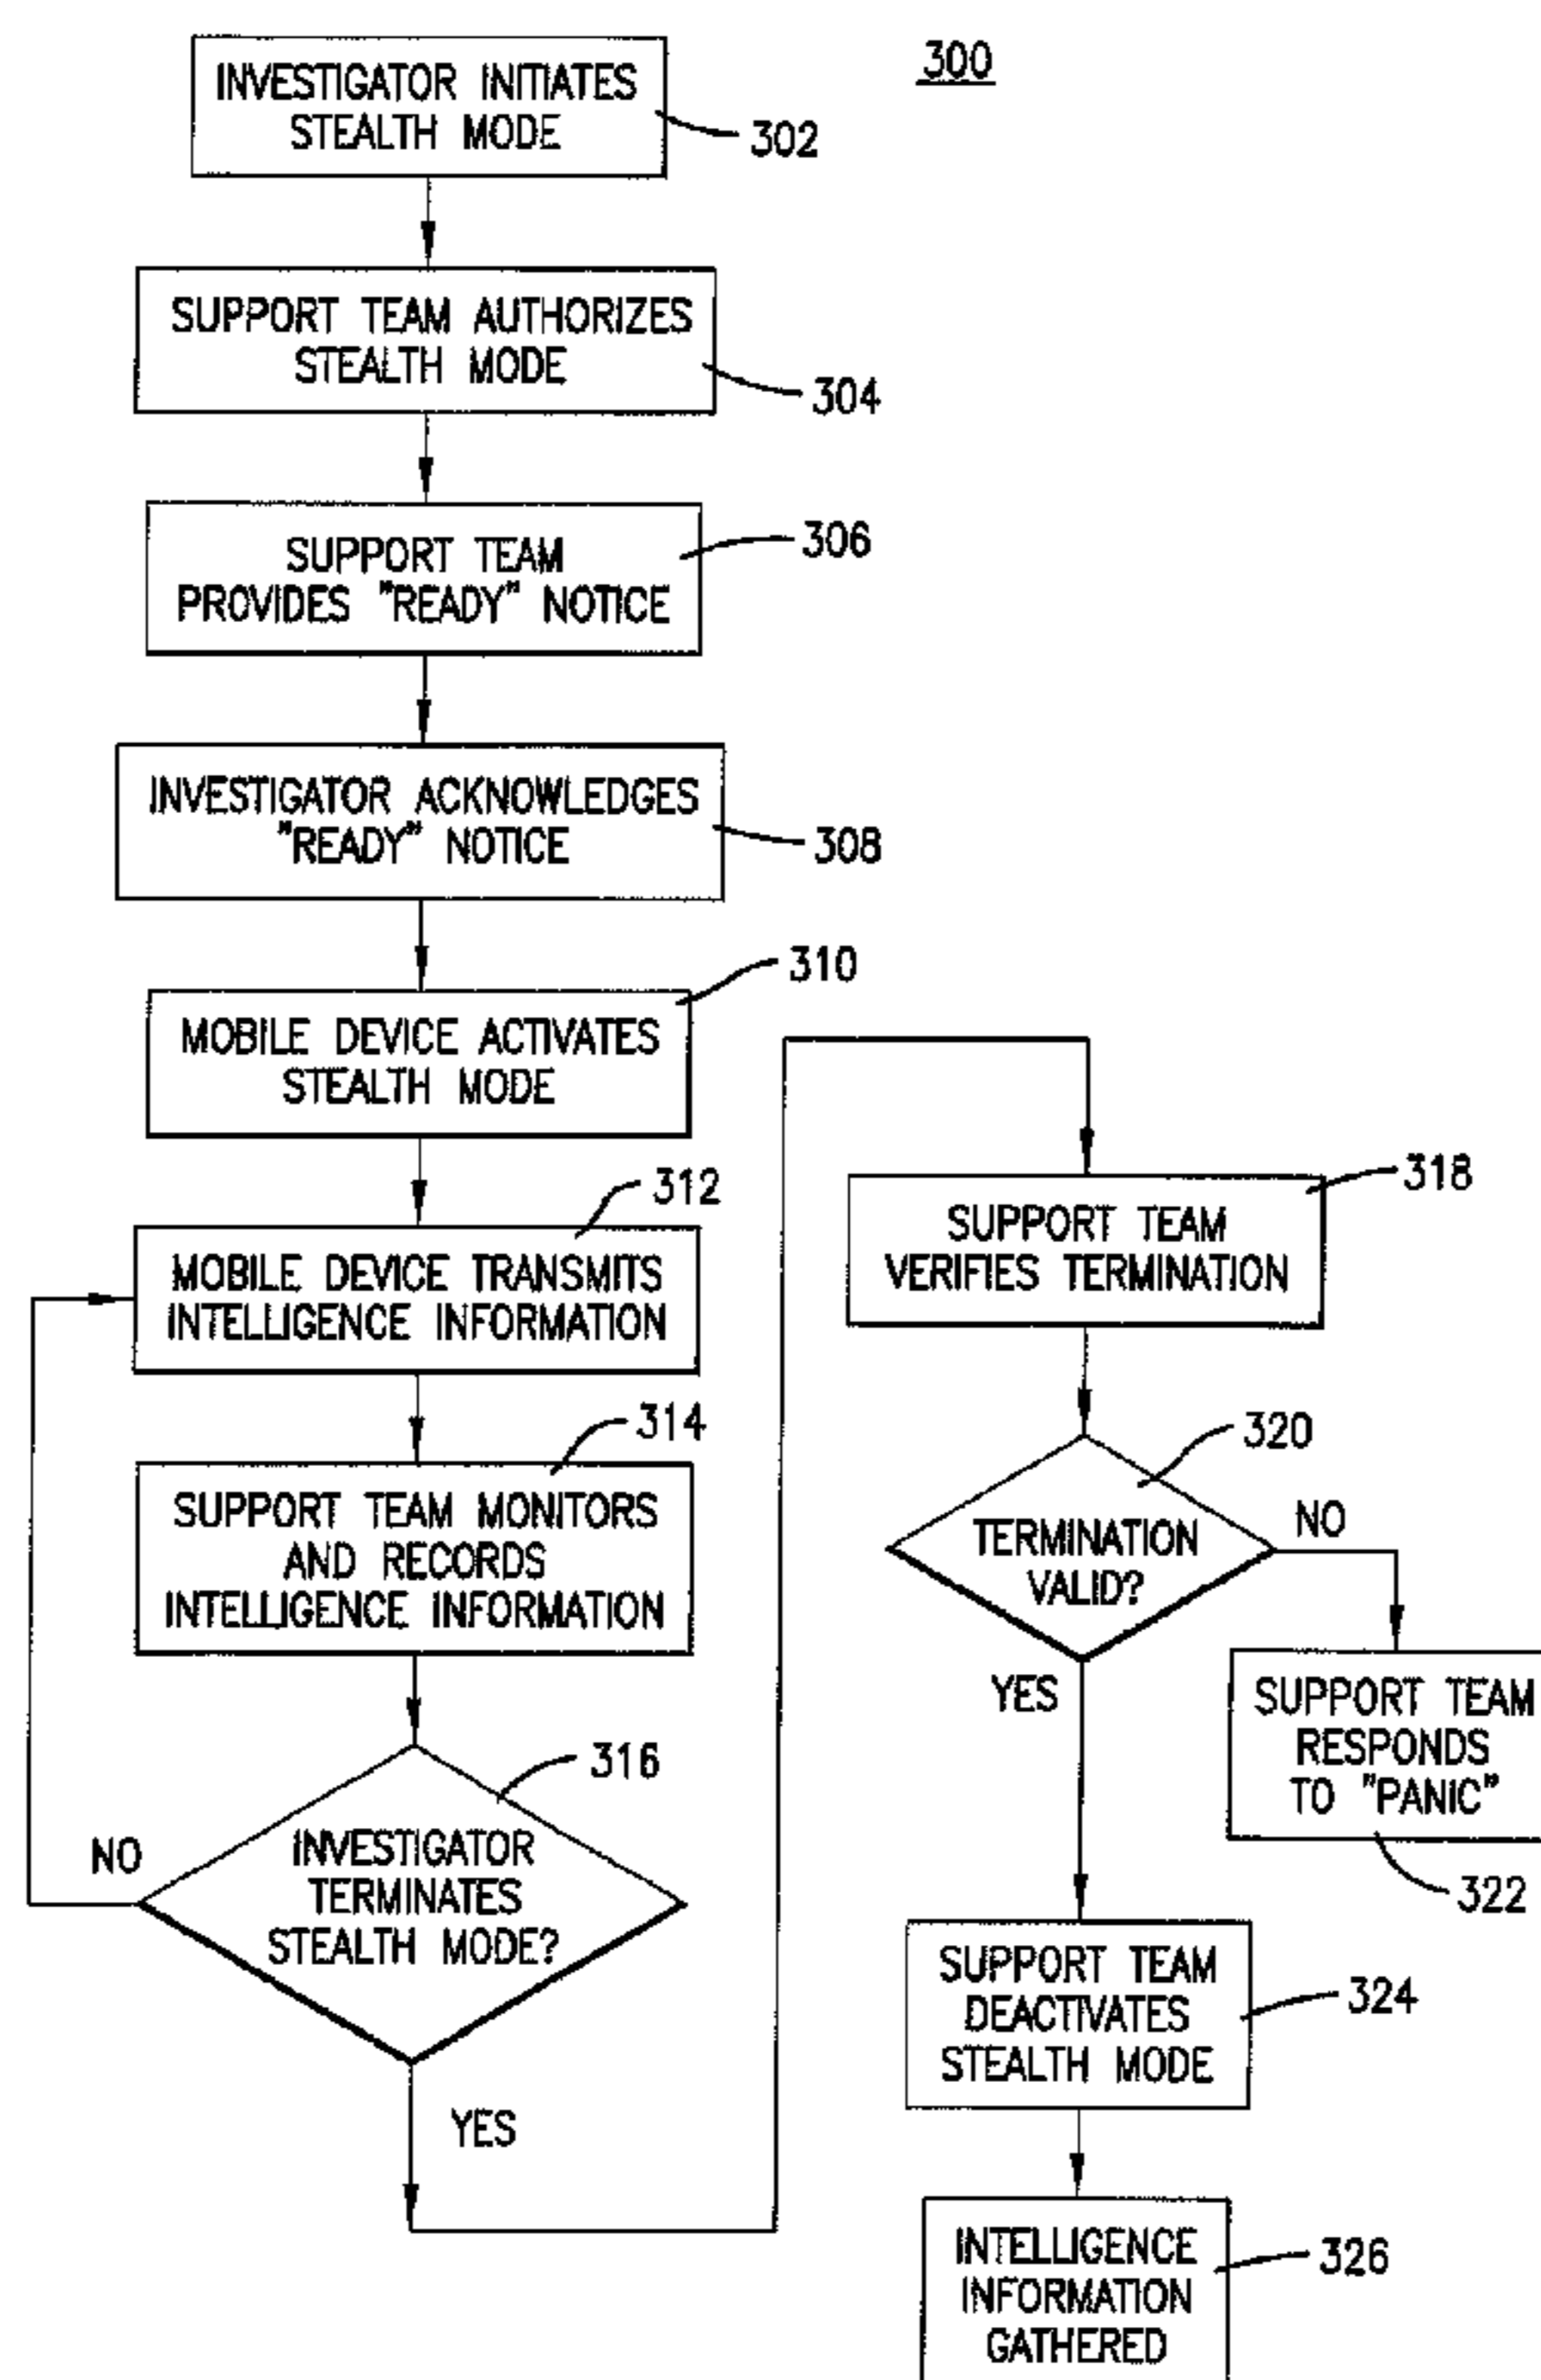 300
INVESTIGATOR INITIATES
STEALTH MODE
302
SUPPORT TEAM AUTHORIZES
STEALTH MODE
304
SUPPORT TEAM
PROVIDES "READY" NOTICE
306
INVESTIGATOR ACKNOWLEDGES
"READY" NOTICE
308
MOBILE DEVICE ACTIVATES
STEALTH MODE
310
MOBILE DEVICE TRANSMITS
INTELLIGENCE INFORMATION
312
SUPPORT TEAM MONITORS
AND RECORDS
INTELLIGENCE INFORMATION
314
INVESTIGATOR
TERMINATES
STEALTH MODE?
316
NO
YES
SUPPORT TEAM
VERIFIES TERMINATION
318
TERMINATION
VALID?
320
NO
YES
SUPPORT TEAM
RESPONDS
TO "PANIC"
322
SUPPORT TEAM
DEACTIVATES
STEALTH MODE
324
INTELLIGENCE
INFORMATION
GATHERED
326